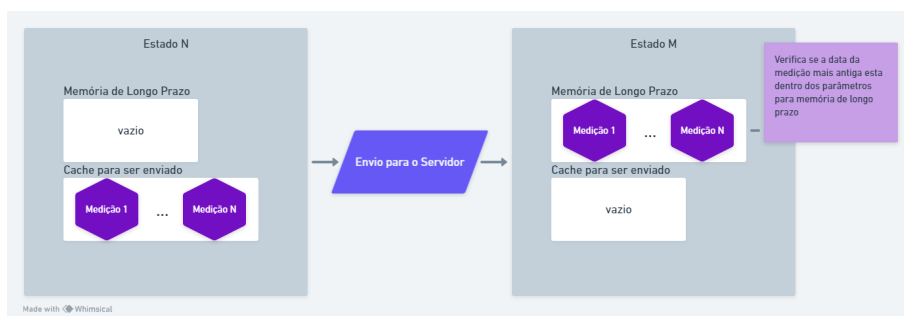 Estado N
Memória de Longo Prazo
vazio
Cache para ser enviado
Medição 1
...
Medição N
Envio para o Servidor
Estado M
Memória de Longo Prazo
Medição 1
...
Medição N
Cache para ser enviado
vazio
Verifica se a data da
medição mais antiga esta
dentro dos parâmetros
para memória de longo
prazo
Made with Whimsical